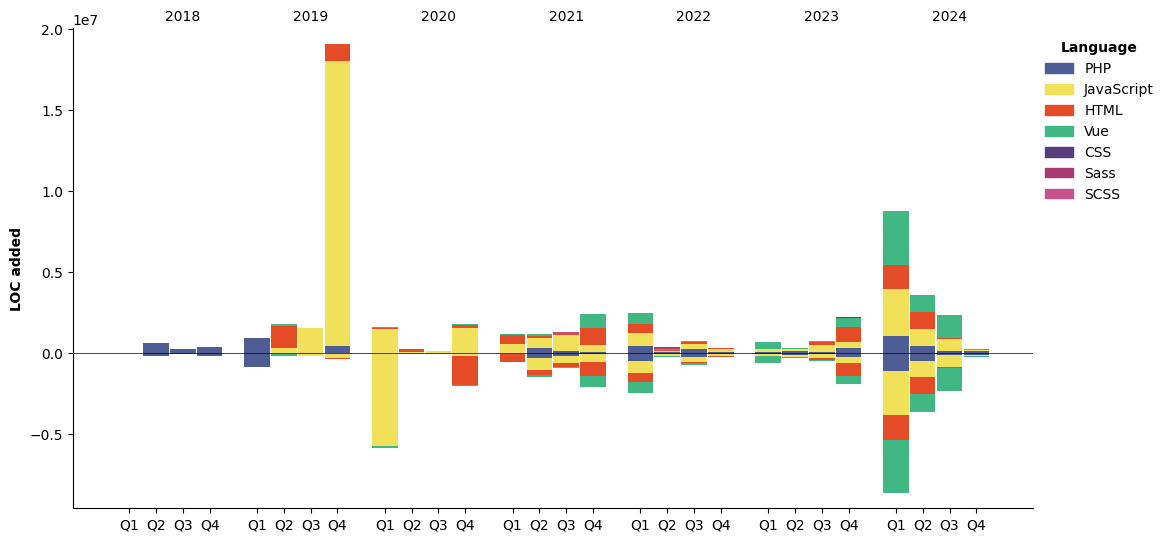 1e7
2018 2019 2020 2021 2022 2023 2024
2.0
1.5
1.0
0.5
0.0
−0.5
LOC added
Q1 Q2 Q3 Q4 Q1 Q2 Q3 Q4 Q1 Q2 Q3 Q4 Q1 Q2 Q3 Q4 Q1 Q2 Q3 Q4 Q1 Q2 Q3 Q4 Q1 Q2 Q3 Q4
Language
PHP
JavaScript
HTML
Vue
CSS
Sass
SCSS